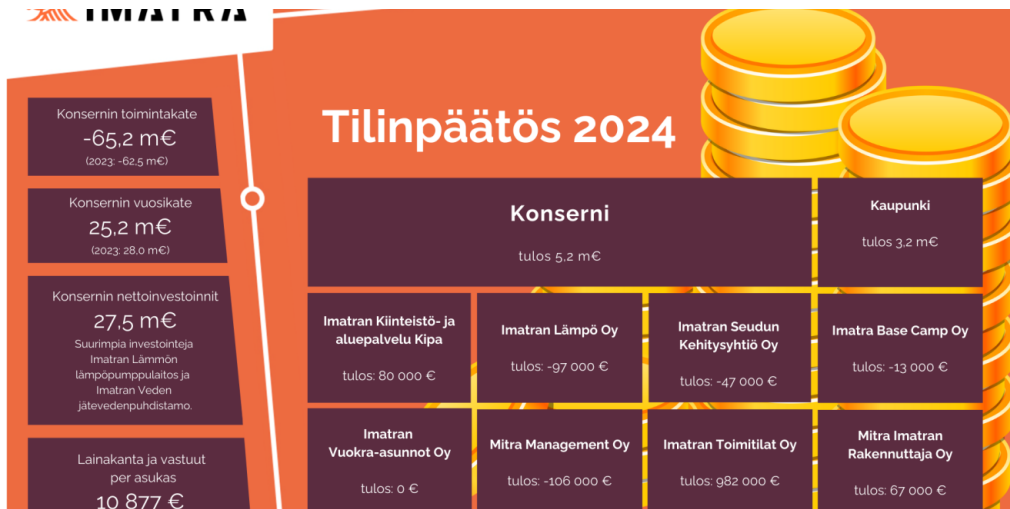 IMATRA
Tilinpäätös 2024
Konsernin toimintakate
-65,2 m€
(2023: -62,5 m€)
Konsernin vuosikate
25,2 m€
(2023: 28,0 m€)
Konsernin nettoinvestoinnit
27,5 m€
Suurimpia investointeja
Imatran Lämmön
lämpöpumppulaitos ja
Imatran Veden
jätevedenpuhdistamo.
Lainakanta ja vastuut
per asukas
10 877 €
Konserni
tulos 5,2 m€
Kaupunki
tulos 3,2 m€
Imatran Kiinteistö- ja
aluepalvelu Kipa
tulos: 80 000 €
Imatran Lämpö Oy
tulos: -97 000 €
Imatran Seudun
Kehitysyhtiö Oy
tulos: -47 000 €
Imatra Base Camp Oy
tulos: -13 000 €
Imatran
Vuokra-asunnot Oy
tulos: 0 €
Mitra Management Oy
tulos: -106 000 €
Imatran Toimitilat Oy
tulos: 982 000 €
Mitra Imatran
Rakennuttaja Oy
tulos: 67 000 €